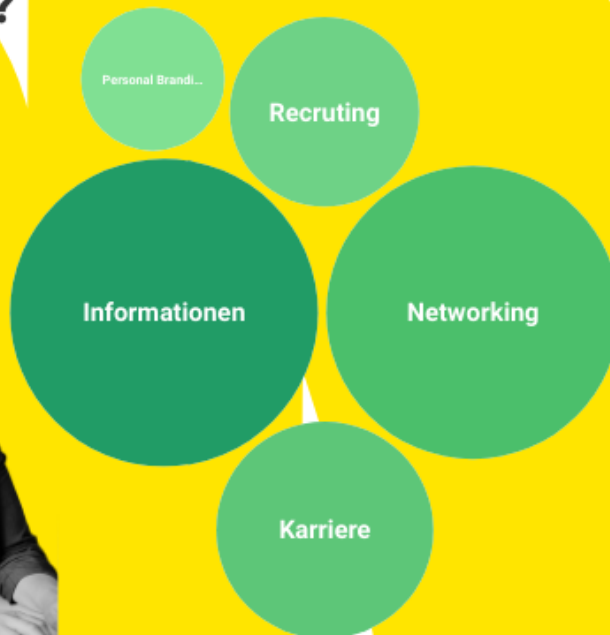 ?
Personal Brandi...
Recruting
Informationen
Networking
Karriere